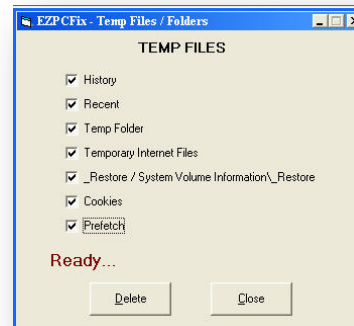 EZPCFix - Temp Files / Folders
TEMP FILES
History
Recent
Temp Folder
Temporary Internet Files
_Restore / System Volume Information\_Restore
Cookies
Prefetch
Ready...
Delete
Close